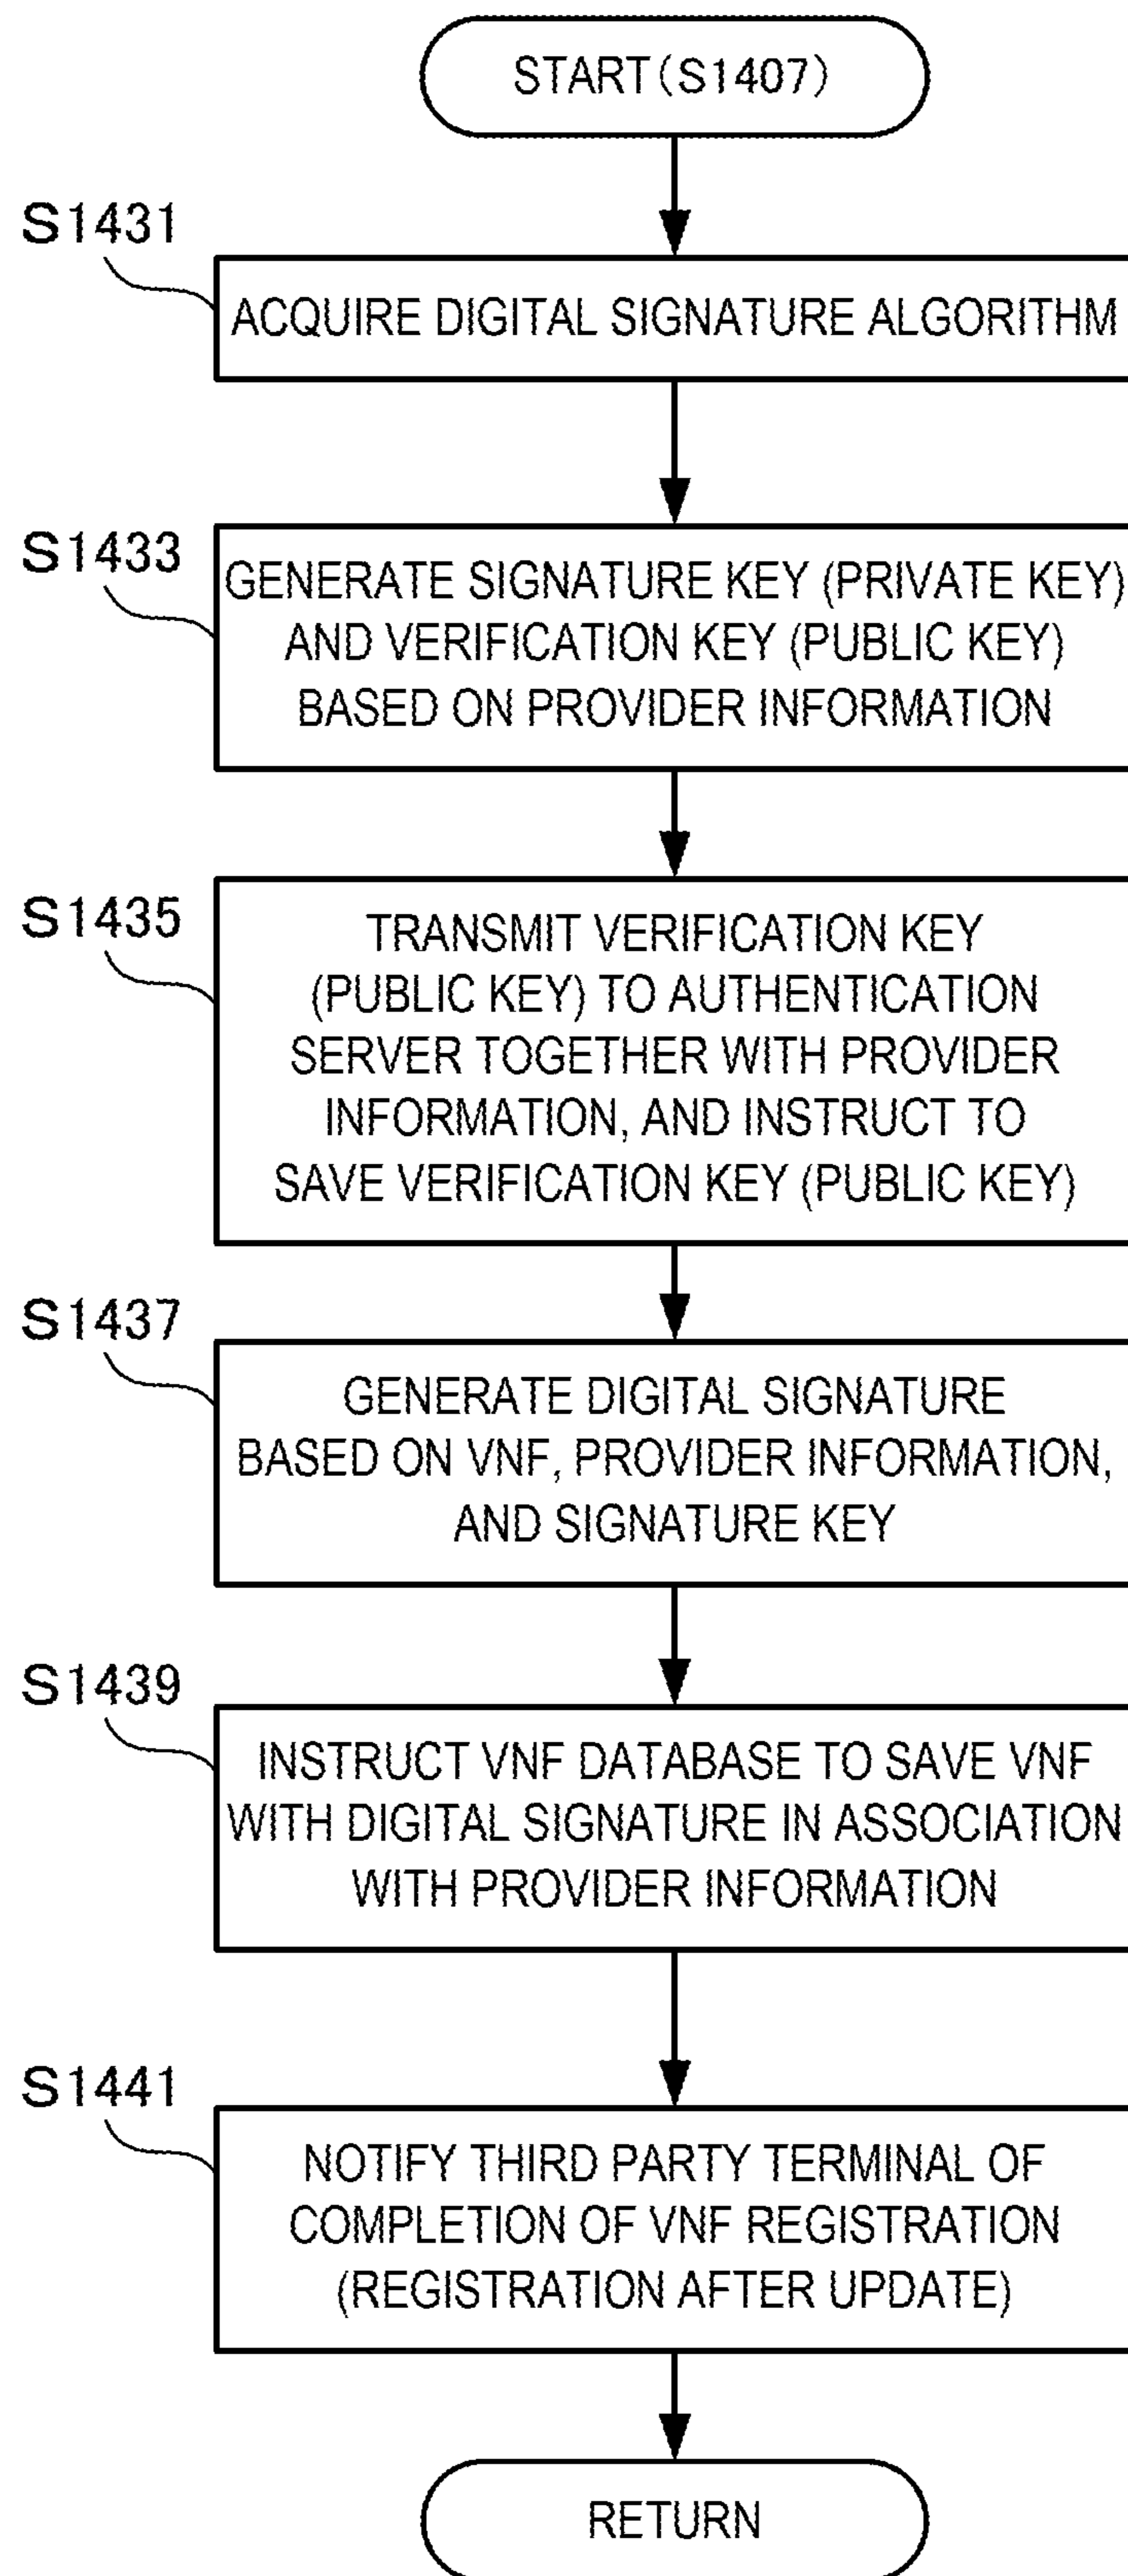 START(S1407)
S1431
ACQUIRE DIGITAL SIGNATURE ALGORITHM
S1433
GENERATE SIGNATURE KEY (PRIVATE KEY)
AND VERIFICATION KEY (PUBLIC KEY)
BASED ON PROVIDER INFORMATION
S1435
TRANSMIT VERIFICATION KEY
(PUBLIC KEY) TO AUTHENTICATION
SERVER TOGETHER WITH PROVIDER
INFORMATION, AND INSTRUCT TO
SAVE VERIFICATION KEY (PUBLIC KEY)
S1437
GENERATE DIGITAL SIGNATURE
BASED ON VNF, PROVIDER INFORMATION,
AND SIGNATURE KEY
S1439
INSTRUCT VNF DATABASE TO SAVE VNF
WITH DIGITAL SIGNATURE IN ASSOCIATION
WITH PROVIDER INFORMATION
S1441
NOTIFY THIRD PARTY TERMINAL OF
COMPLETION OF VNF REGISTRATION
(REGISTRATION AFTER UPDATE)
RETURN